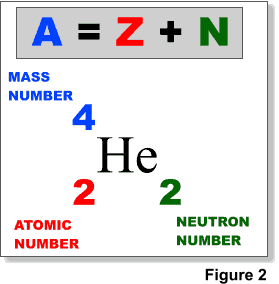 A = Z + N
MASS
NUMBER
4
He
2
2
ATOMIC
NUMBER
NEUTRON
NUMBER
Figure 2